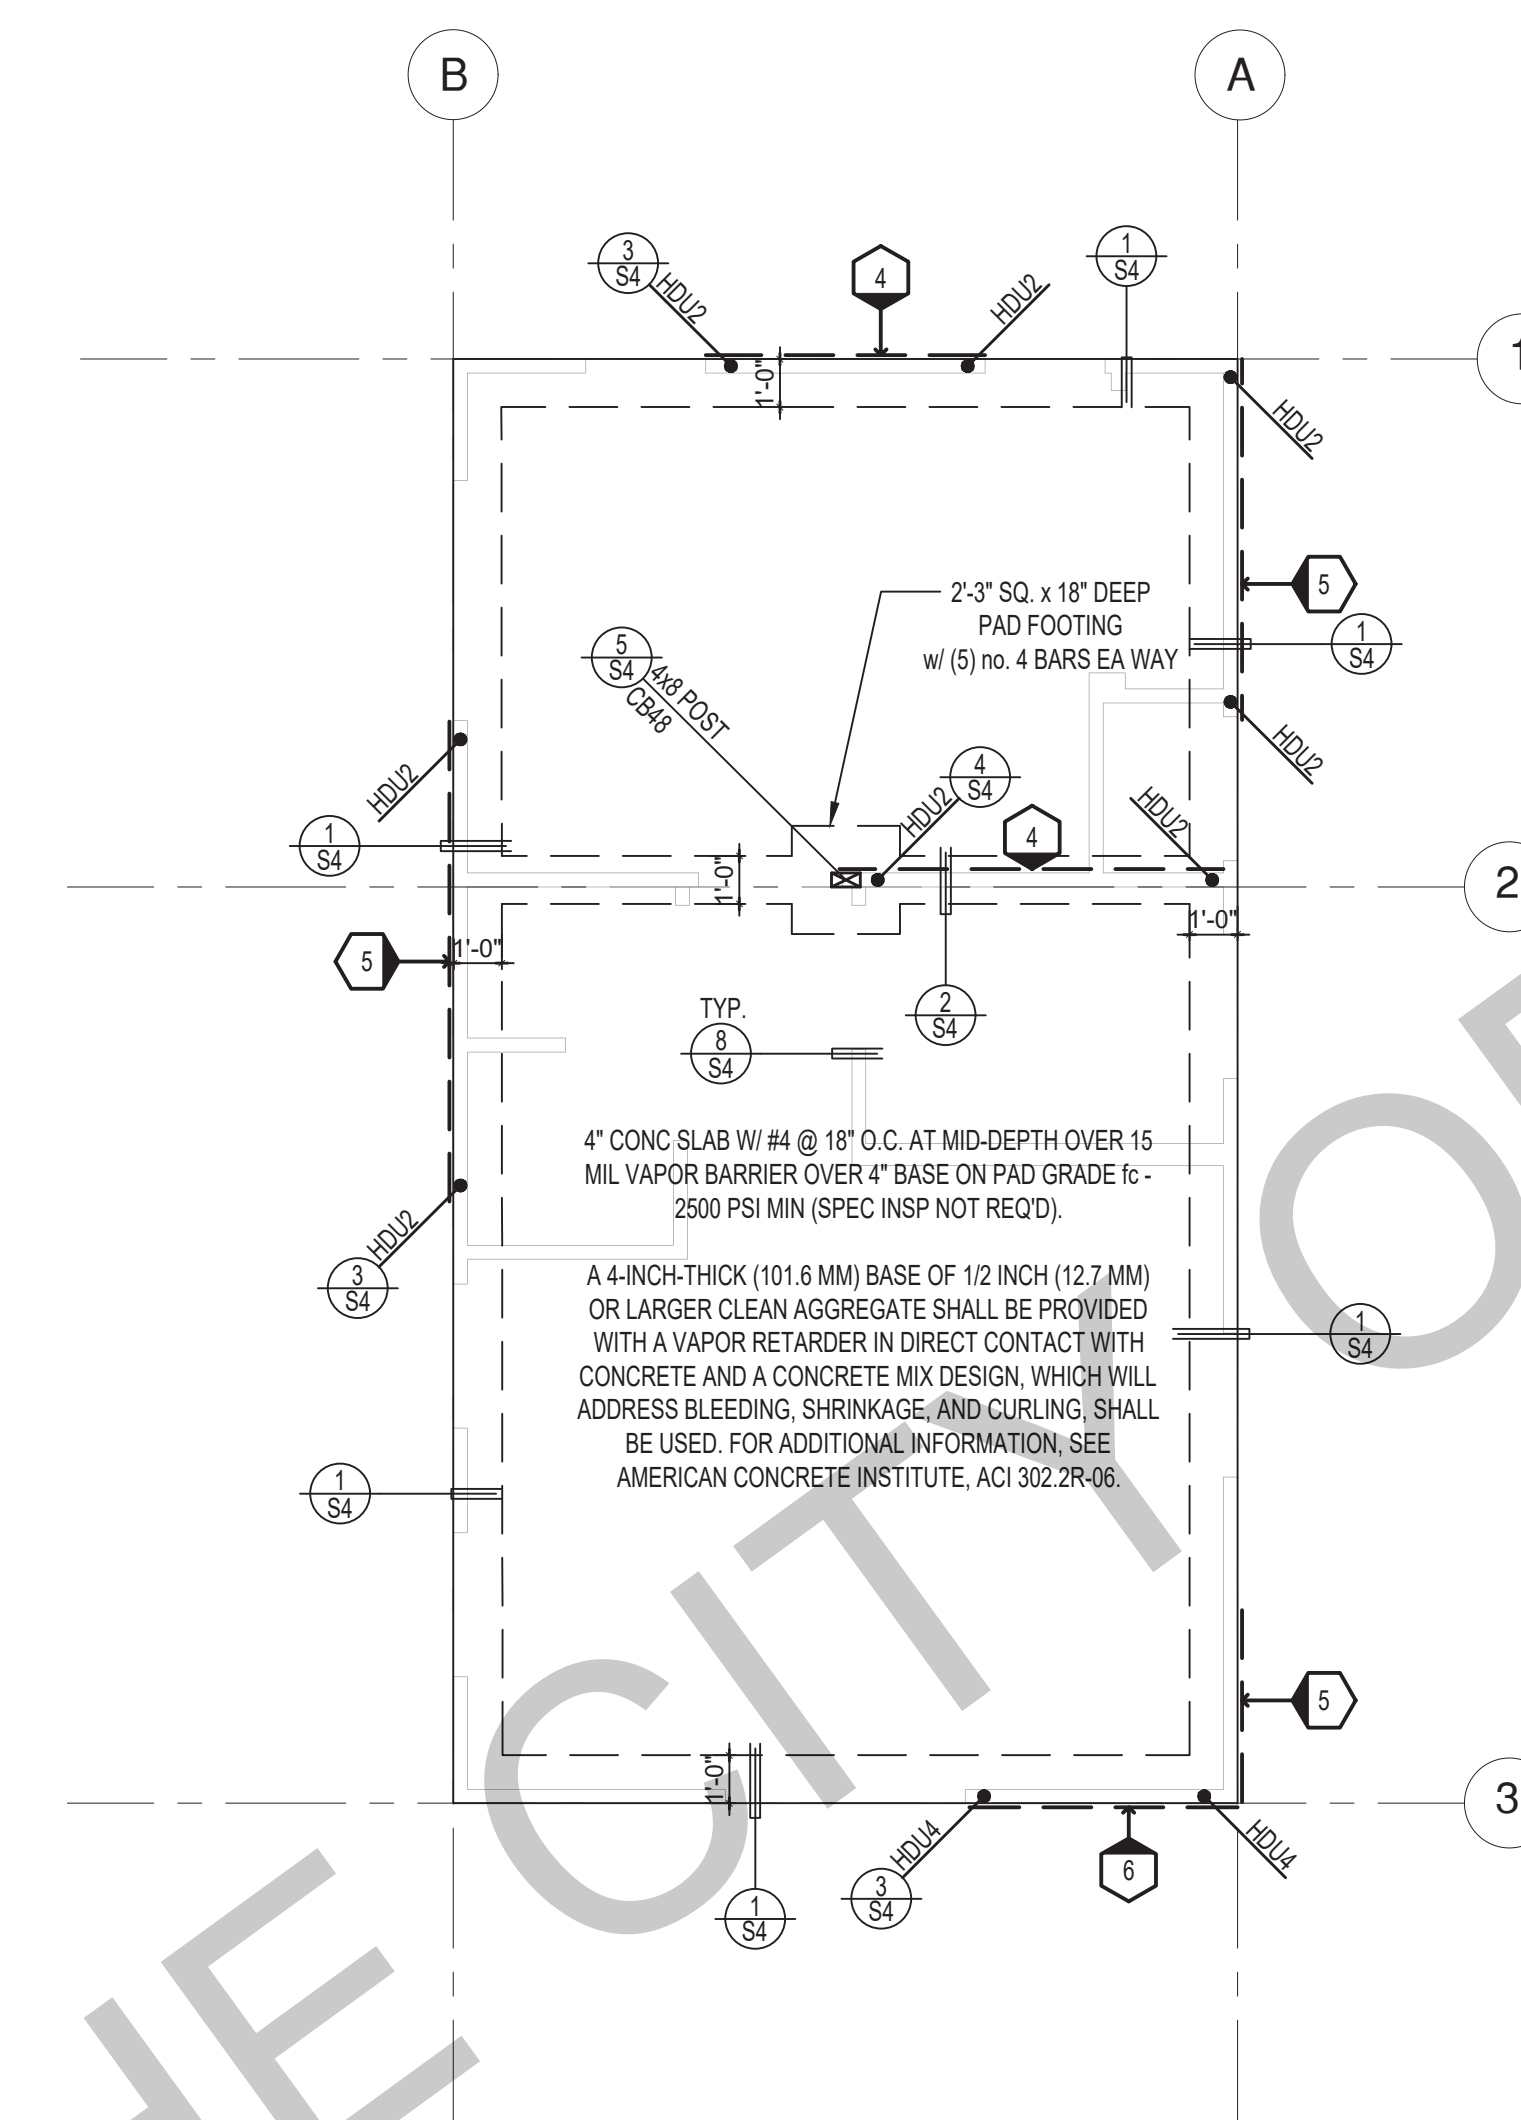 B
A
3
S4
HDU2
4
HDU2
1
S4
1
1'-0"
HDU2
5
1
S4
2'-3" SQ. x 18" DEEP
PAD FOOTING
w/ (5) no. 4 BARS EA WAY
5
S4
4x8 POST
CB48
HDU2
HDU2
4
S4
HDU2
4
HDU2
1
S4
1'-0"
2
1'-0"
5
1'-0"
2
S4
TYP.
8
S4
4" CONC SLAB W/ #4 @ 18" O.C. AT MID-DEPTH OVER 15
MIL VAPOR BARRIER OVER 4" BASE ON PAD GRADE fc -
2500 PSI MIN (SPEC INSP NOT REQ'D).
HDU2
3
S4
A 4-INCH-THICK (101.6 MM) BASE OF 1/2 INCH (12.7 MM)
OR LARGER CLEAN AGGREGATE SHALL BE PROVIDED
WITH A VAPOR RETARDER IN DIRECT CONTACT WITH
CONCRETE AND A CONCRETE MIX DESIGN, WHICH WILL
ADDRESS BLEEDING, SHRINKAGE, AND CURLING, SHALL
BE USED. FOR ADDITIONAL INFORMATION, SEE
AMERICAN CONCRETE INSTITUTE, ACI 302.2R-06.
1
S4
1
S4
5
1'-0"
3
HDU4
HDU4
6
3
S4
1
S4
HE CITY OF